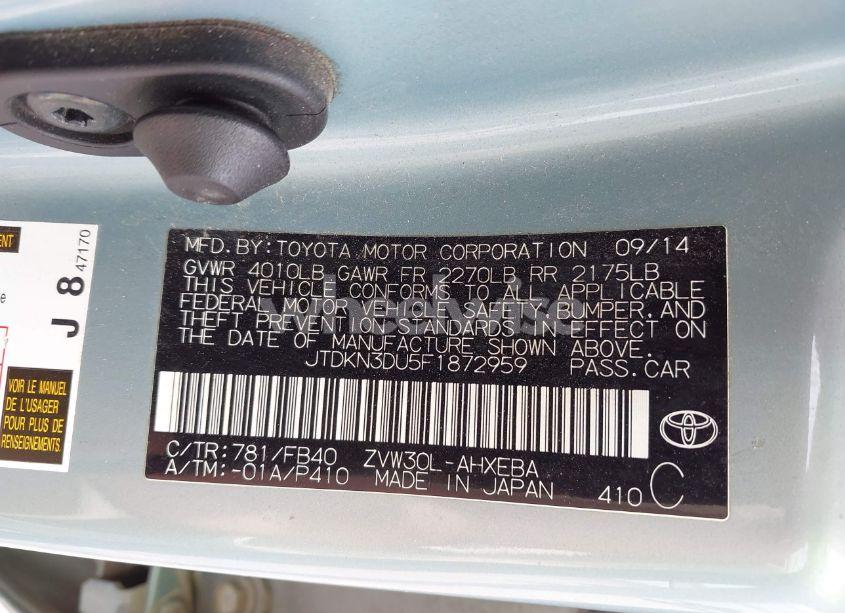 MFD. BY: TOYOTA MOTOR CORPORATION 09/14
GVWR 4010LB GAWR FR 2270LB RR 2175LB
THIS VEHICLE CONFORMS TO ALL APPLICABLE
FEDERAL MOTOR VEHICLE SAFETY, BUMPER, AND
THEFT PREVENTION STANDARDS IN EFFECT ON
THE DATE OF MANUFACTURE SHOWN ABOVE.
JTDKN3DU5F1872959 PASS.CAR
C/TR: 781/FB40 ZVW30L-AHXEBA
A/TM: -01A/P410 MADE IN JAPAN 410 C
J 8 47170
VOIR LE MANUEL
DE L'USAGER
POUR PLUS DE
RENSEIGNEMENTS.